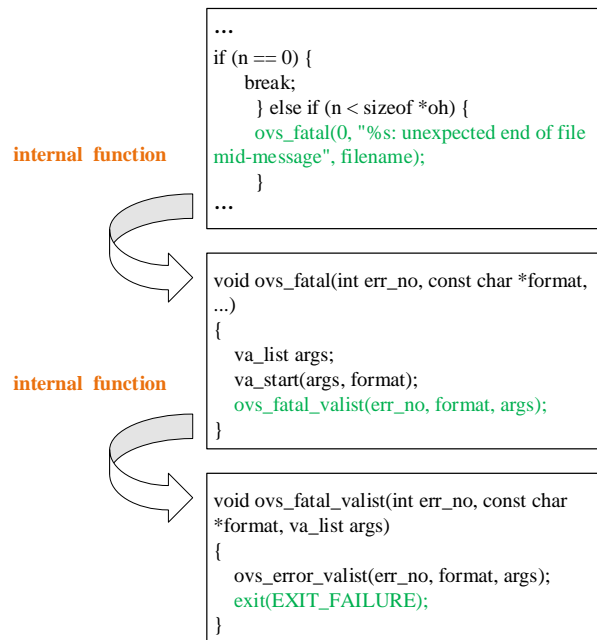 ...
if (n == 0) {
break;
} else if (n < sizeof *oh) {
ovs_fatal(0, "%s: unexpected end of file
mid-message", filename);
}
...
internal function
void ovs_fatal(int err_no, const char *format,
...)
{
va_list args;
va_start(args, format);
ovs_fatal_valist(err_no, format, args);
}
internal function
void ovs_fatal_valist(int err_no, const char
*format, va_list args)
{
ovs_error_valist(err_no, format, args);
exit(EXIT_FAILURE);
}